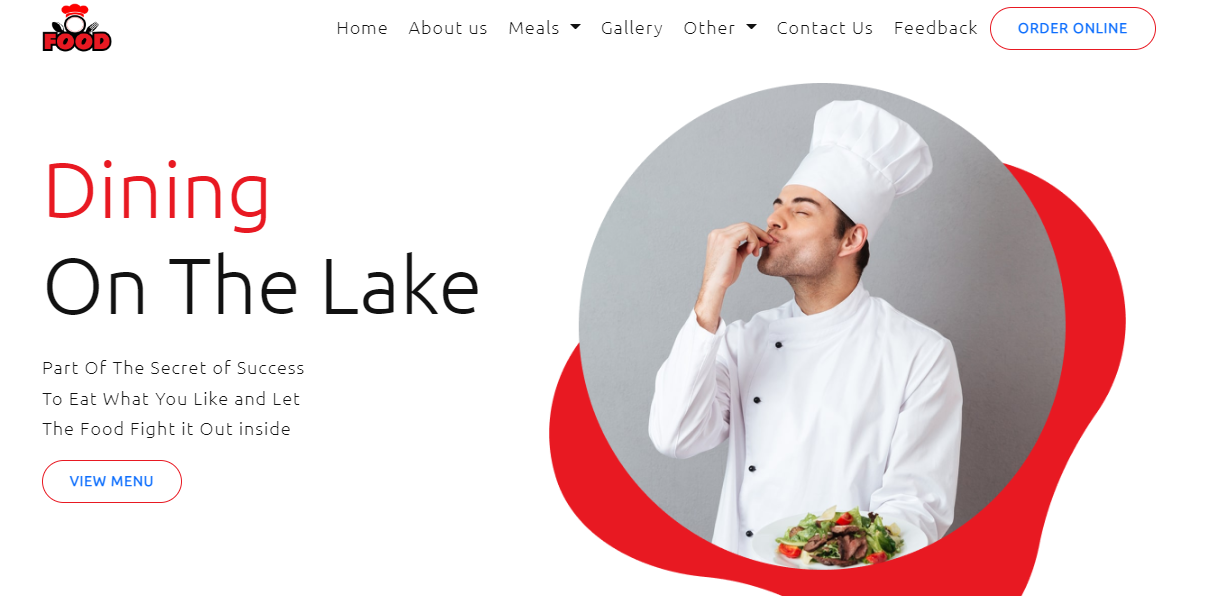 FOOD
Home About us Meals Gallery Other Contact Us Feedback ORDER ONLINE
Dining
On The Lake
Part Of The Secret of Success
To Eat What You Like and Let
The Food Fight it Out inside
VIEW MENU